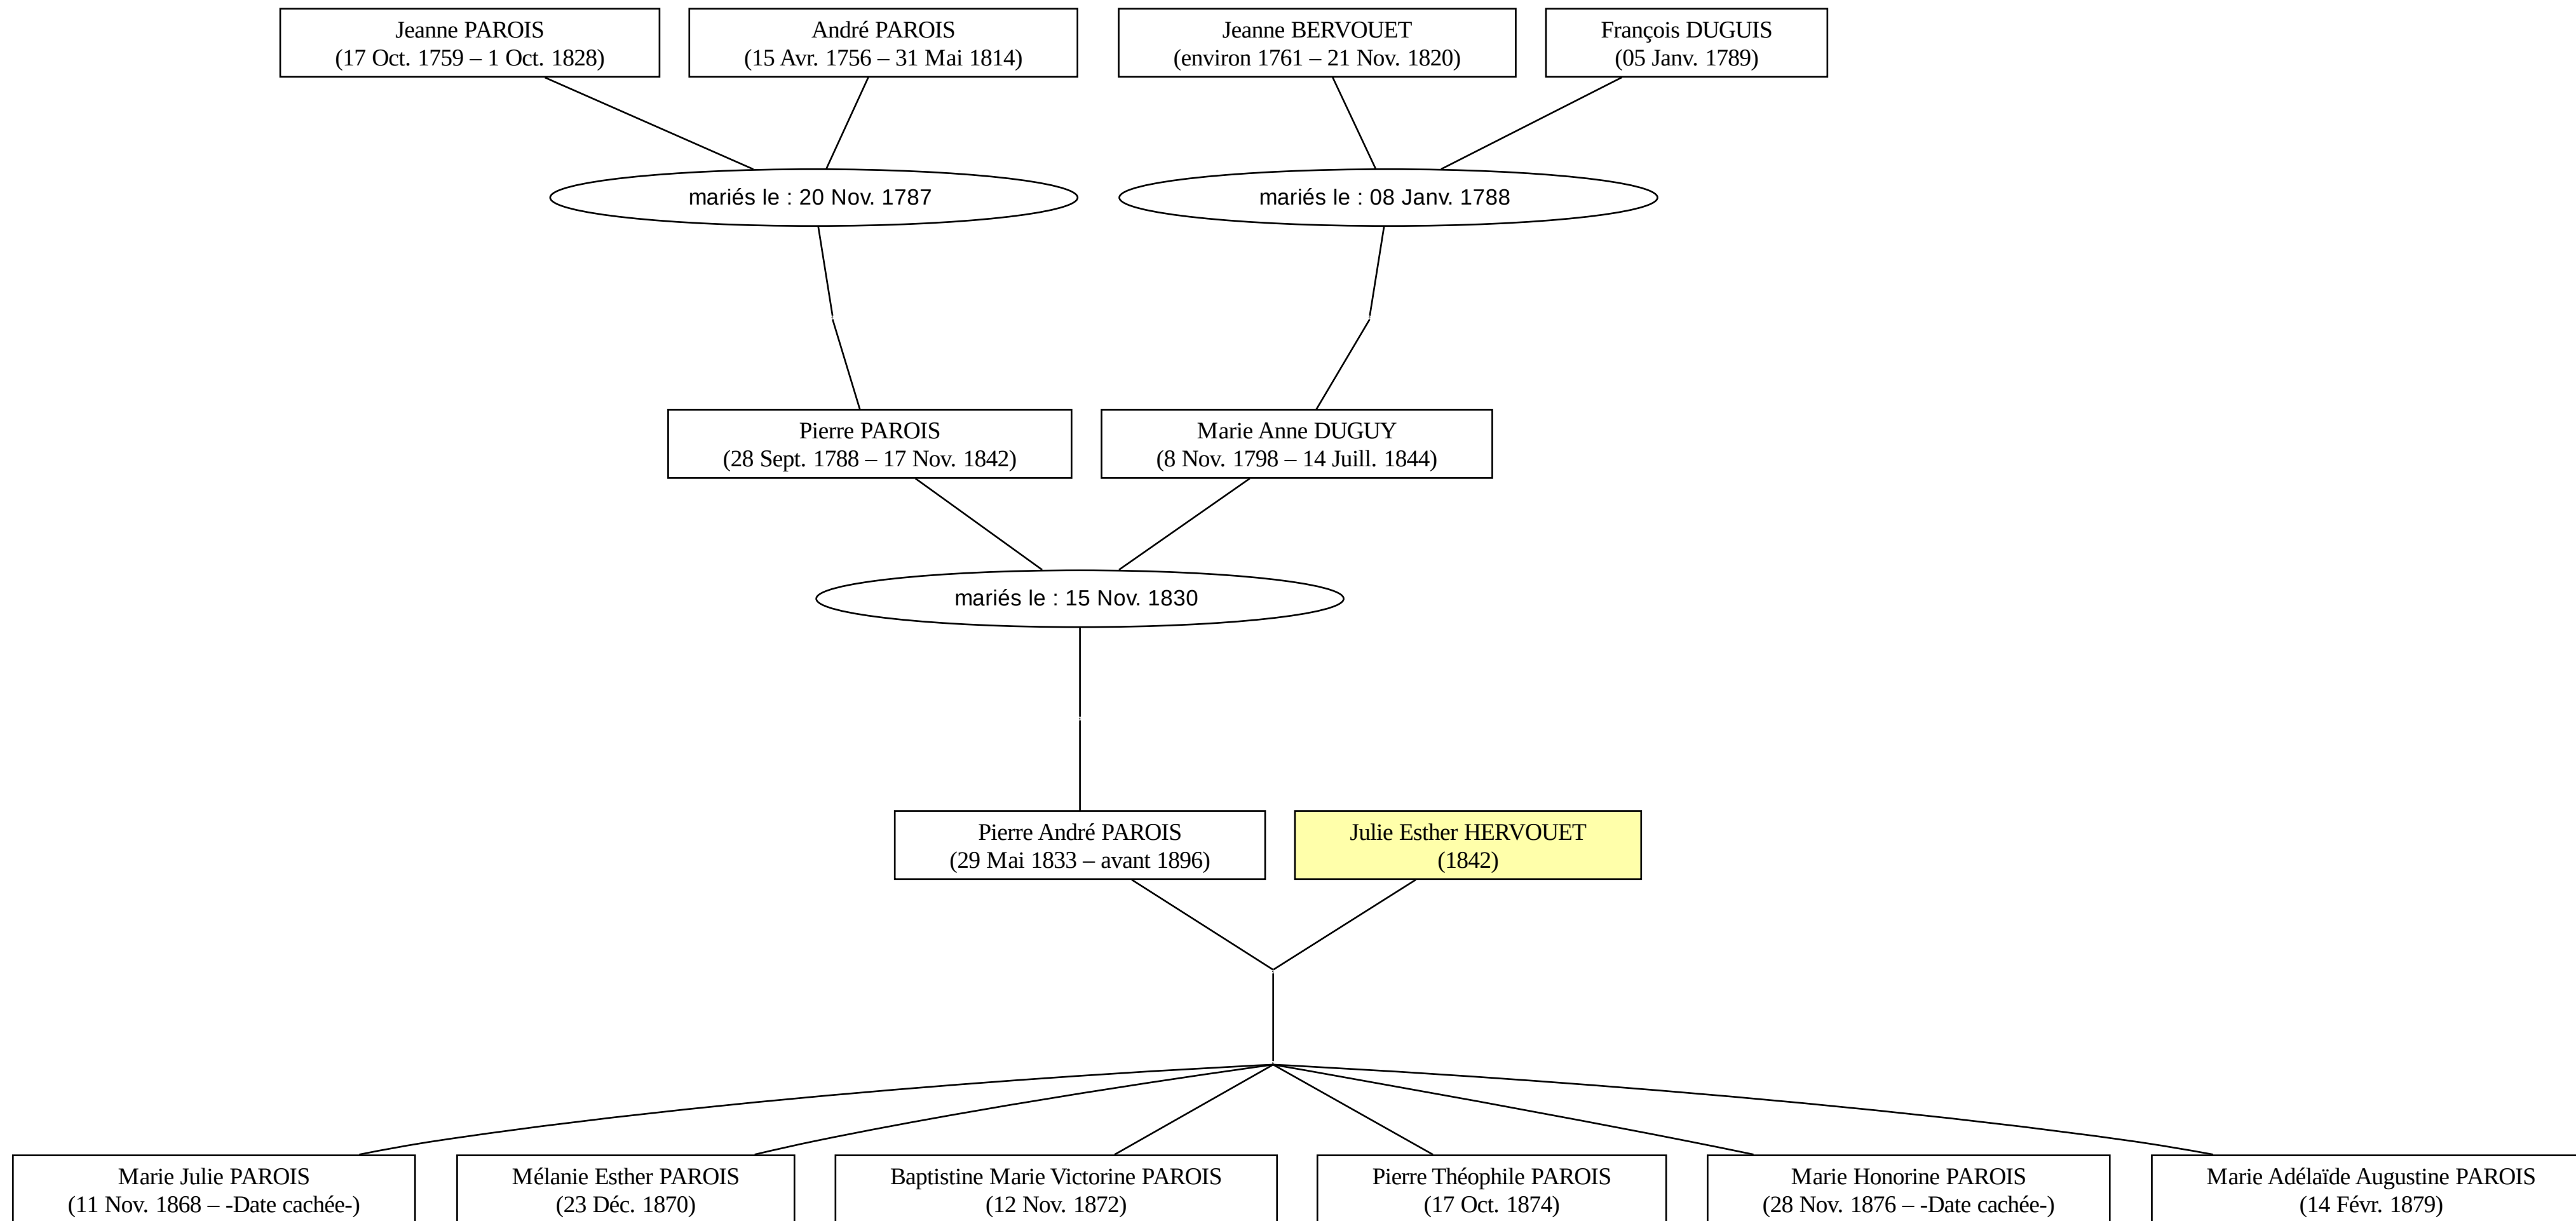 Jeanne PAROIS
(17 Oct. 1759 – 1 Oct. 1828)
André PAROIS
(15 Avr. 1756 – 31 Mai 1814)
Jeanne BERVOUET
(environ 1761 – 21 Nov. 1820)
François DUGUIS
(05 Janv. 1789)
mariés le : 20 Nov. 1787
mariés le : 08 Janv. 1788
Pierre PAROIS
(28 Sept. 1788 – 17 Nov. 1842)
Marie Anne DUGUY
(8 Nov. 1798 – 14 Juill. 1844)
mariés le : 15 Nov. 1830
Pierre André PAROIS
(29 Mai 1833 – avant 1896)
Julie Esther HERVOUET
(1842)
Marie Julie PAROIS
(11 Nov. 1868 – -Date cachée-)
Mélanie Esther PAROIS
(23 Déc. 1870)
Baptistine Marie Victorine PAROIS
(12 Nov. 1872)
Pierre Théophile PAROIS
(17 Oct. 1874)
Marie Honorine PAROIS
(28 Nov. 1876 – -Date cachée-)
Marie Adélaïde Augustine PAROIS
(14 Févr. 1879)